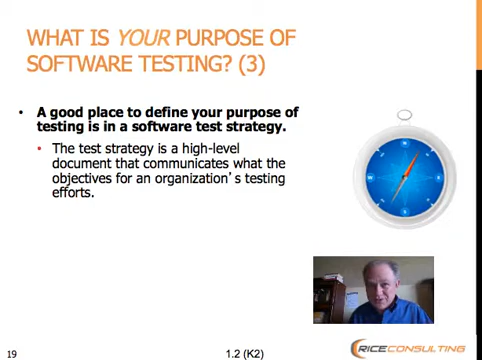 WHAT IS YOUR PURPOSE OF
SOFTWARE TESTING? (3)
• A good place to define your purpose of
testing is in a software test strategy.
▪ The test strategy is a high-level
document that communicates what the
objectives for an organization's testing
efforts.
N
W
E
S
RICECONSULTING
19
1.2 (K2)